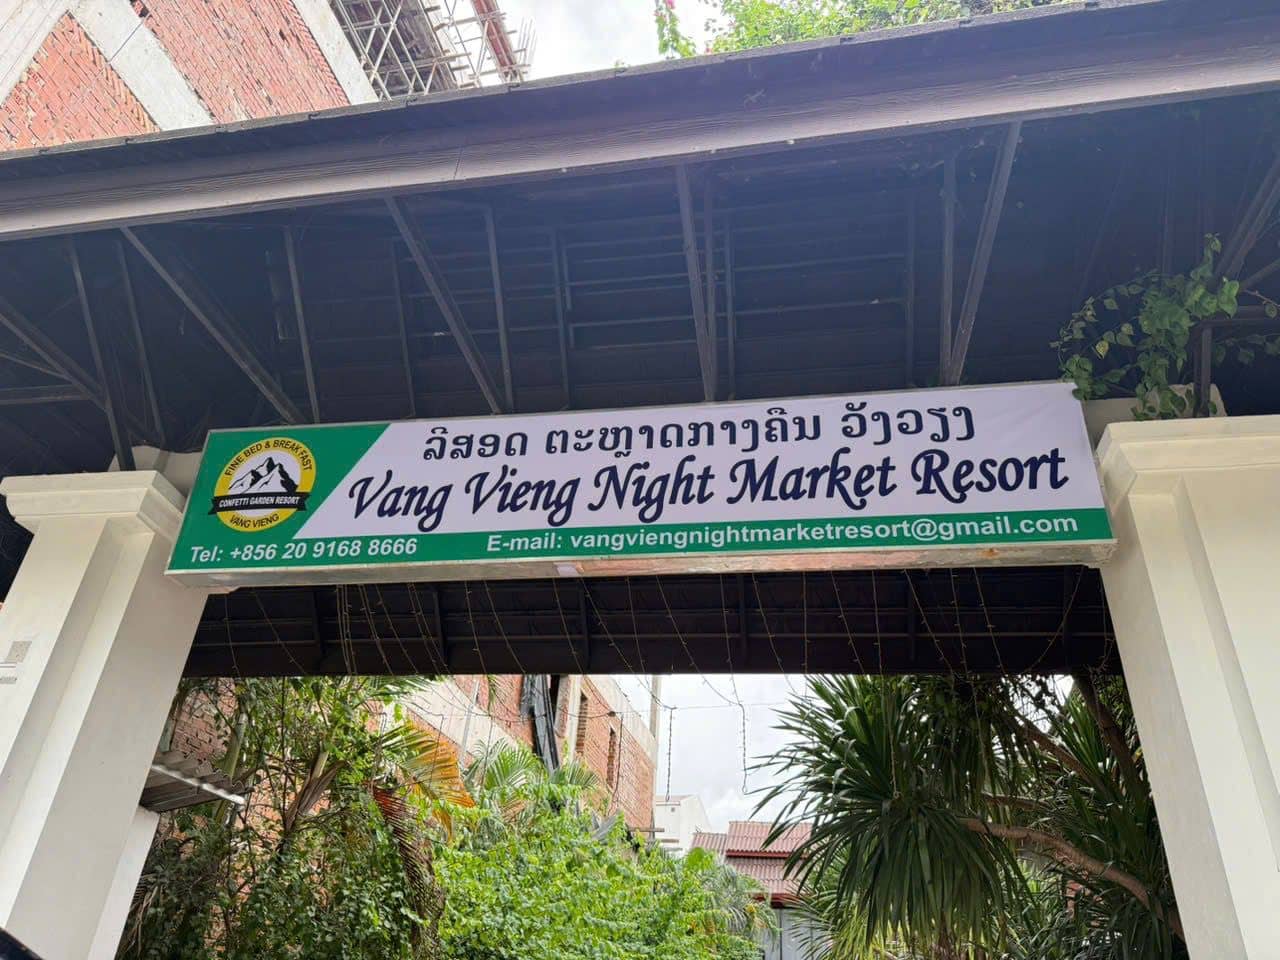 FINE BED & BREAK FAST
CONFETTI GARDEN RESORT
VANG VIENG
ລີສອດ ຕະຫຼາດກາງຄືນ ວັງວຽງ
Vang Vieng Night Market Resort
Tel: +856 20 9168 8666
E-mail: vangviengnightmarketresort@gmail.com